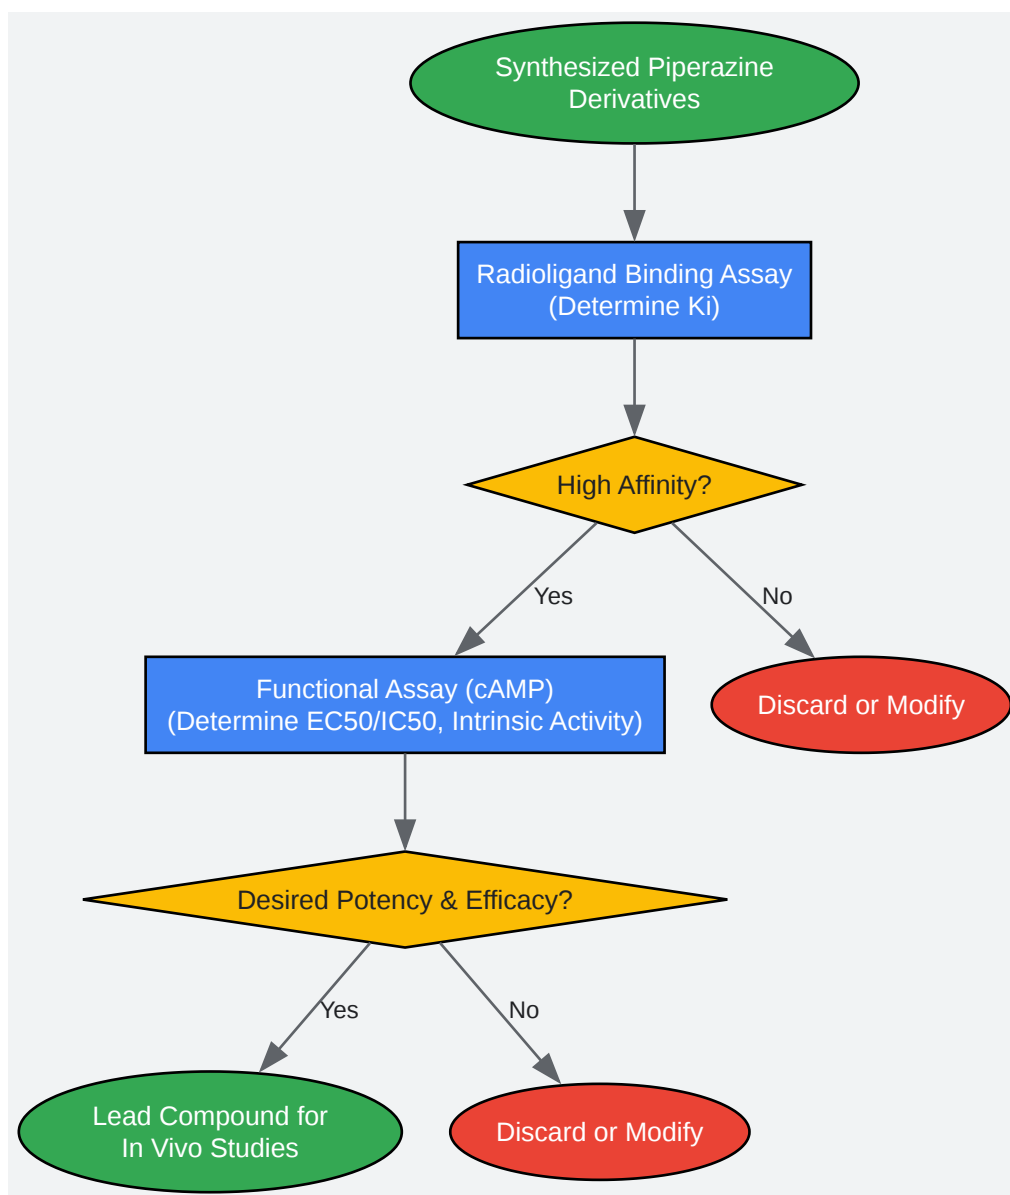 Synthesized Piperazine
Derivatives
Radioligand Binding Assay
(Determine Ki)
High Affinity?
Yes
No
Functional Assay (cAMP)
(Determine EC50/IC50, Intrinsic Activity)
Discard or Modify
Desired Potency & Efficacy?
Yes
No
Lead Compound for
In Vivo Studies
Discard or Modify